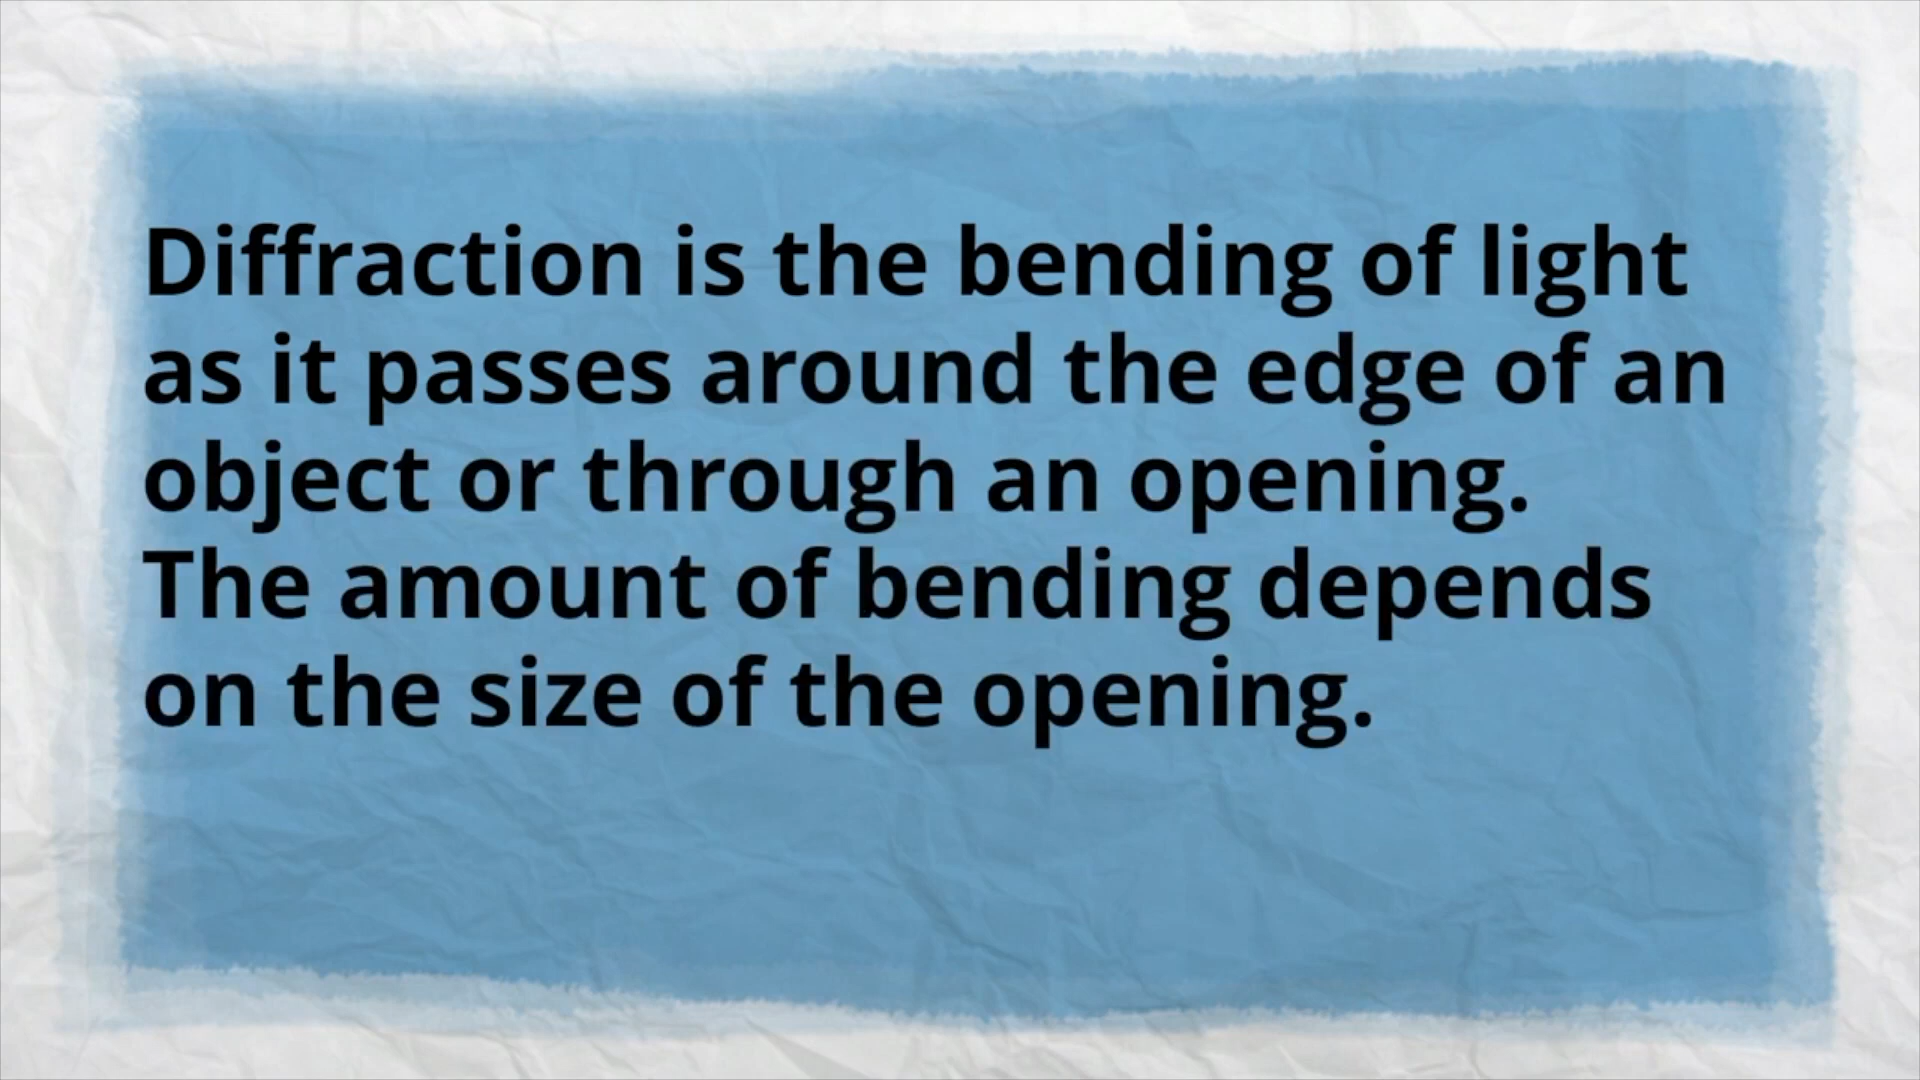 Diffraction is the bending of light
as it passes around the edge of an
object or through an opening.
The amount of bending depends
on the size of the opening.